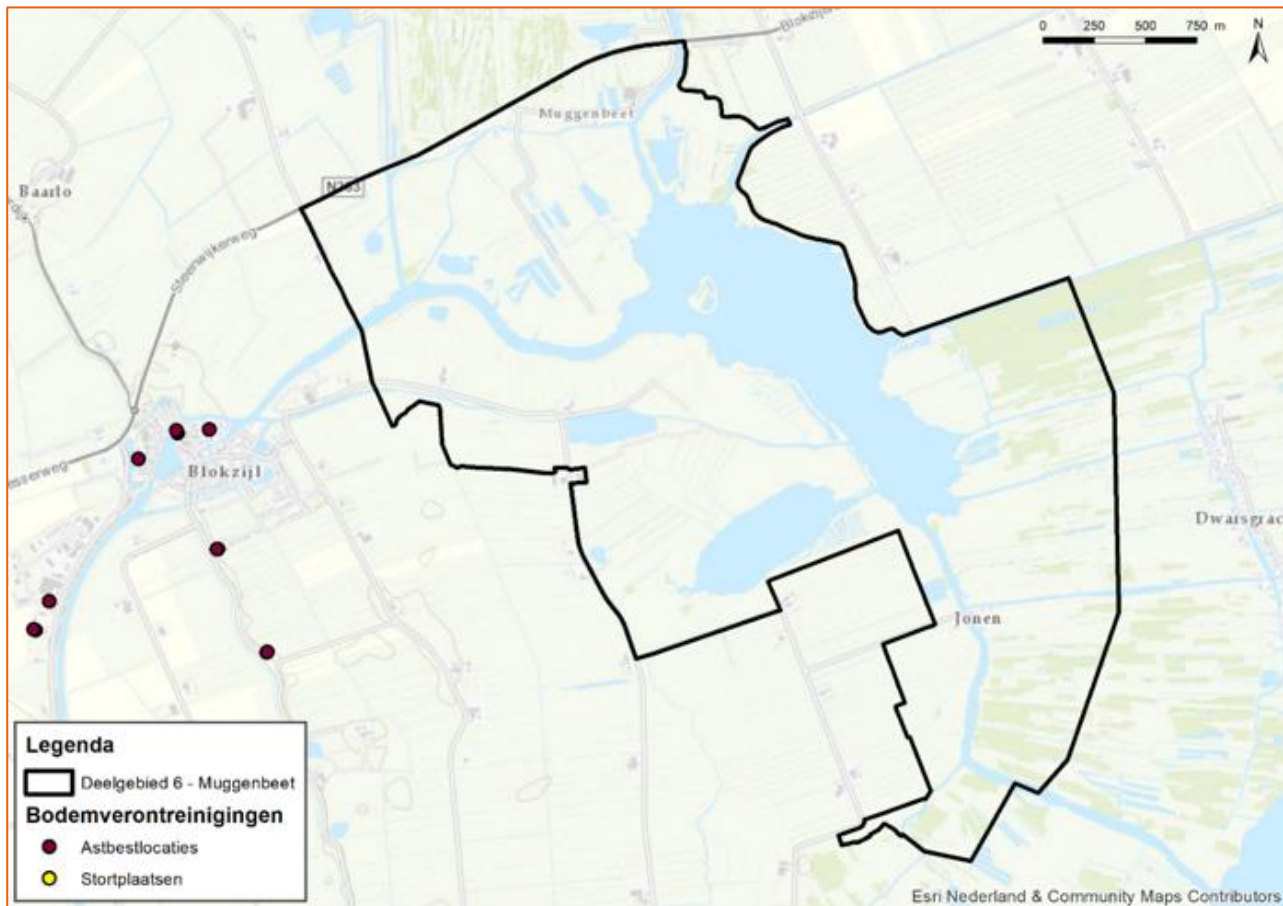 0 250 500 750 m
N
Blokzijl
Muggenbeet
N333
Baarlo
Steenwijkerweg
Blokzijl
Dwarsgrac
Jonen
Legenda
Deelgebied 6 - Muggenbeet
Bodemverontreinigingen
Astbestlocaties
Stortplaatsen
Esri Nederland & Community Maps Contributors